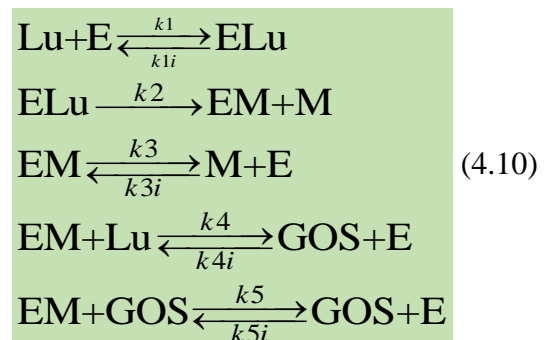 Lu+E ⇌ ELu k1 k1i
ELu → EM+M k2
EM ⇌ M+E k3 k3i (4.10)
EM+Lu ⇌ GOS+E k4 k4i
EM+GOS ⇌ GOS+E k5 k5i